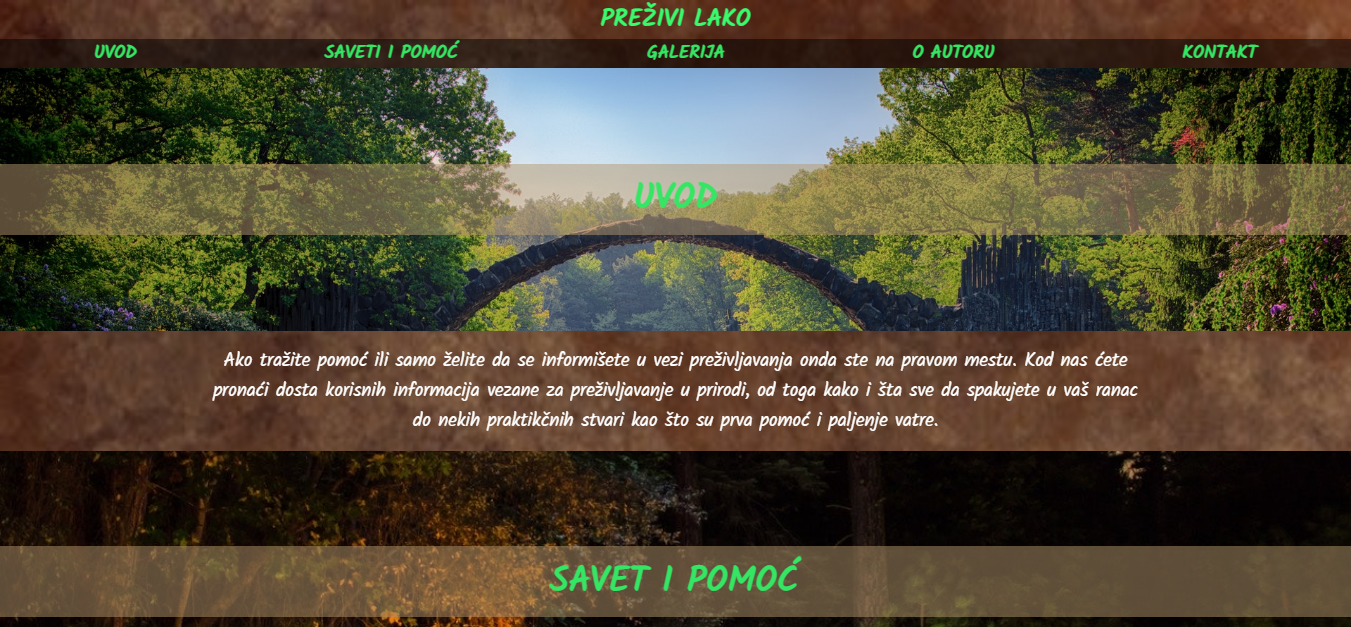 PREŽIVI LAKO
UVOD SAVETI I POMOĆ GALERIJA O AUTORU KONTAKT
UVOD
Ako tražite pomoć ili samo želite da se informišete u vezi preživljavanja onda ste na pravom mestu. Kod nas ćete
pronaći dosta korisnih informacija vezane za preživljavanje u prirodi, od toga kako i šta sve da spakujete u vaš ranac
do nekih praktikčnih stvari kao što su prva pomoć i paljenje vatre.
SAVET I POMOĆ